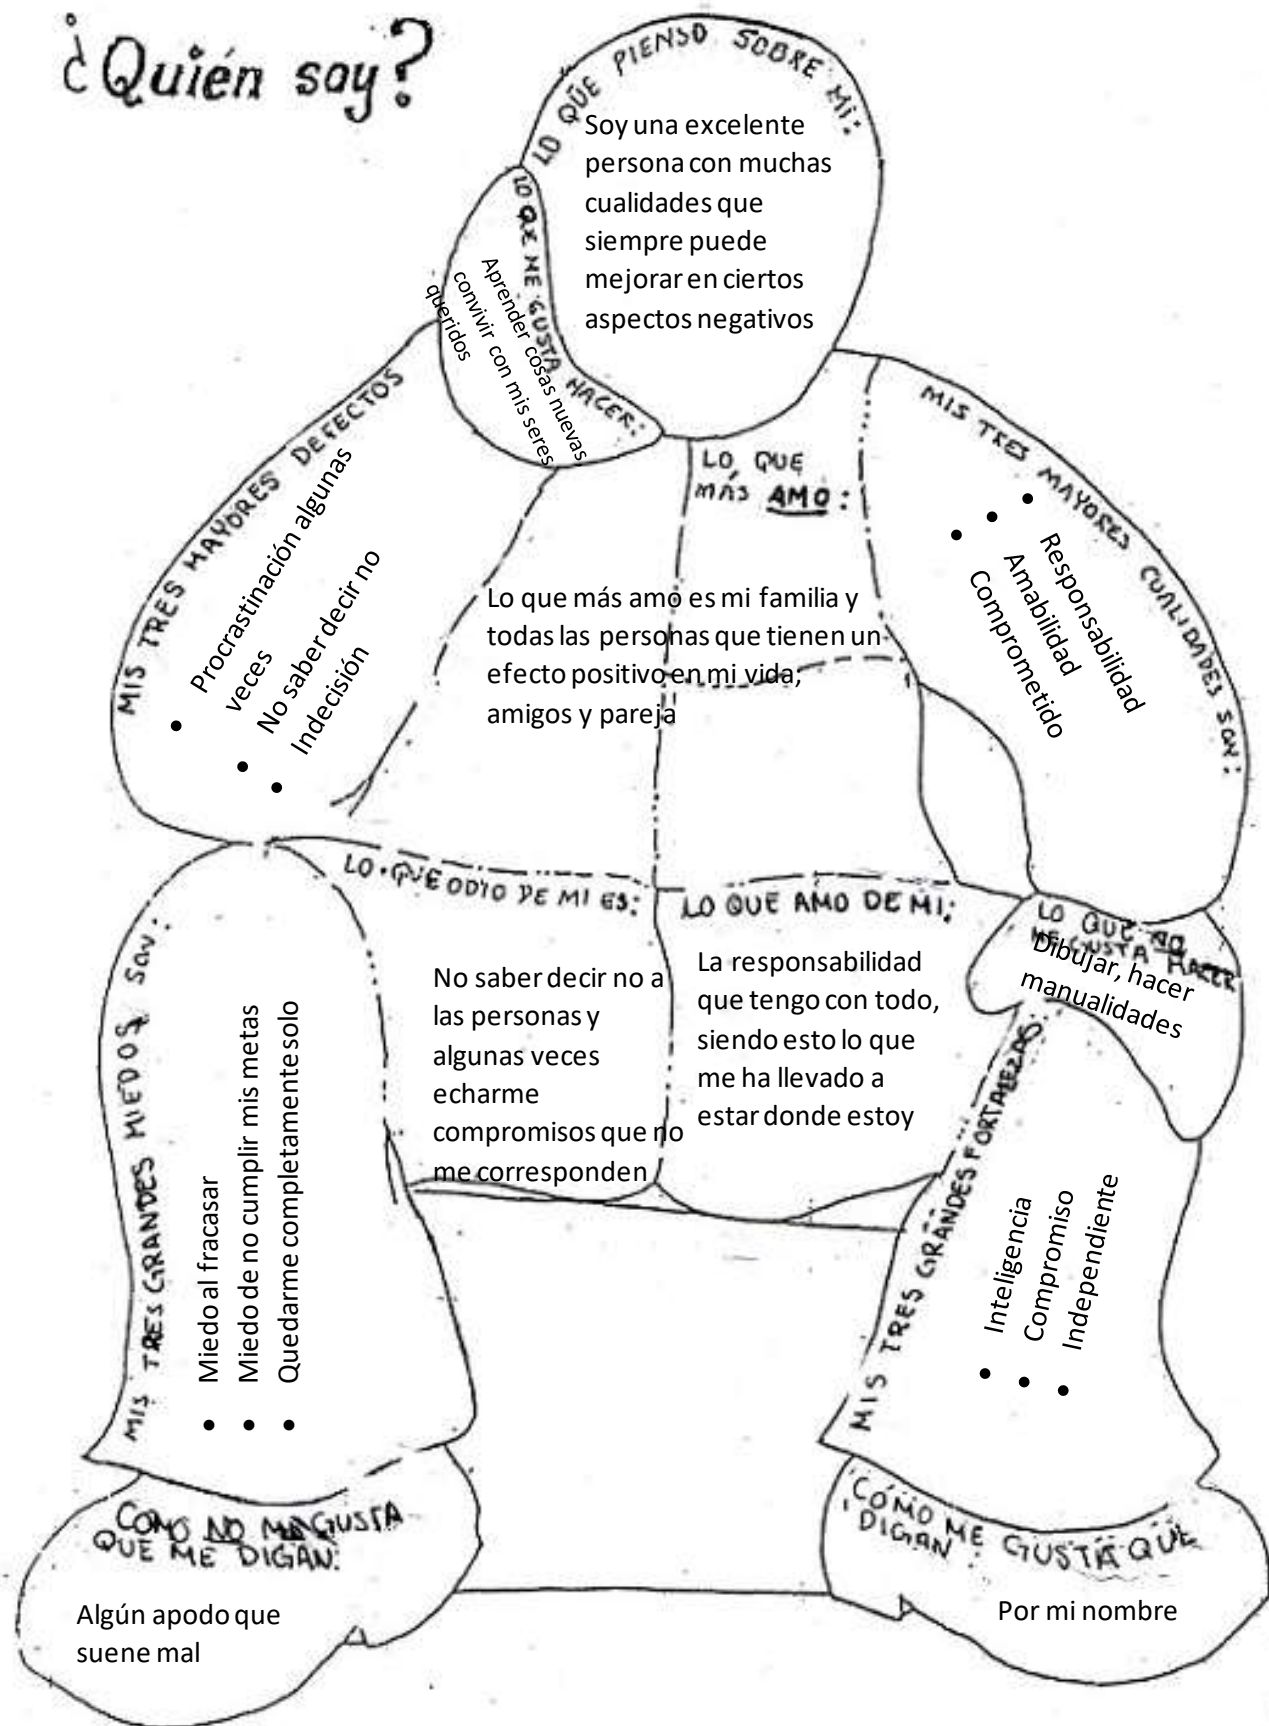 ¿Quién soy?
LO QUE PIENSO SOBRE MI:
Soy una excelente
persona con muchas
cualidades que
siempre puede
mejorar en ciertos
aspectos negativos
LO QUE ME GUSTA HACER:
Aprender cosas nuevas
convivir con mis seres
queridos
MIS TRES MAYORES DEFECTOS
• Procrastinación algunas
veces
• No saber decir no
• Indecisión
LO QUE
MÁS AMO:
Lo que más amo es mi familia y
todas las personas que tienen un
efecto positivo en mi vida;
amigos y pareja
MIS TRES MAYORES CUALIDADES SON:
• Responsabilidad
• Amabilidad
• Comprometido
LO QUE ODIO DE MI ES:
No saber decir no a
las personas y
algunas veces
echarme
compromisos que no
me corresponden
LO QUE AMO DE MI:
La responsabilidad
que tengo con todo,
siendo esto lo que
me ha llevado a
estar donde estoy
LO QUE NO
ME GUSTA HACER
Dibujar, hacer
manualidades
MIS TRES GRANDES MIEDOS SON:
• Miedo al fracasar
• Miedo de no cumplir mis metas
• Quedarme completamente solo
MIS TRES GRANDES FORTALEZAS:
• Inteligencia
• Compromiso
• Independiente
COMO NO ME GUSTA
QUE ME DIGAN:
Algún apodo que
suene mal
CÓMO ME GUSTA QUE
DIGAN:
Por mi nombre